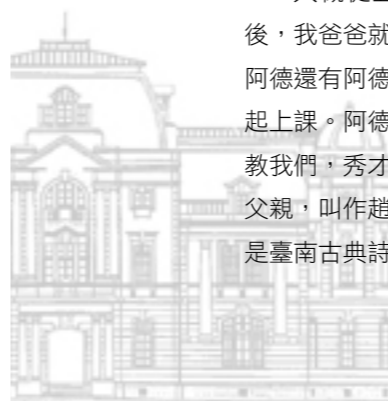 後，我爸爸就
阿德還有阿德
起上課。阿德
教我們，秀才
父親，叫作趙
是臺南古典詩